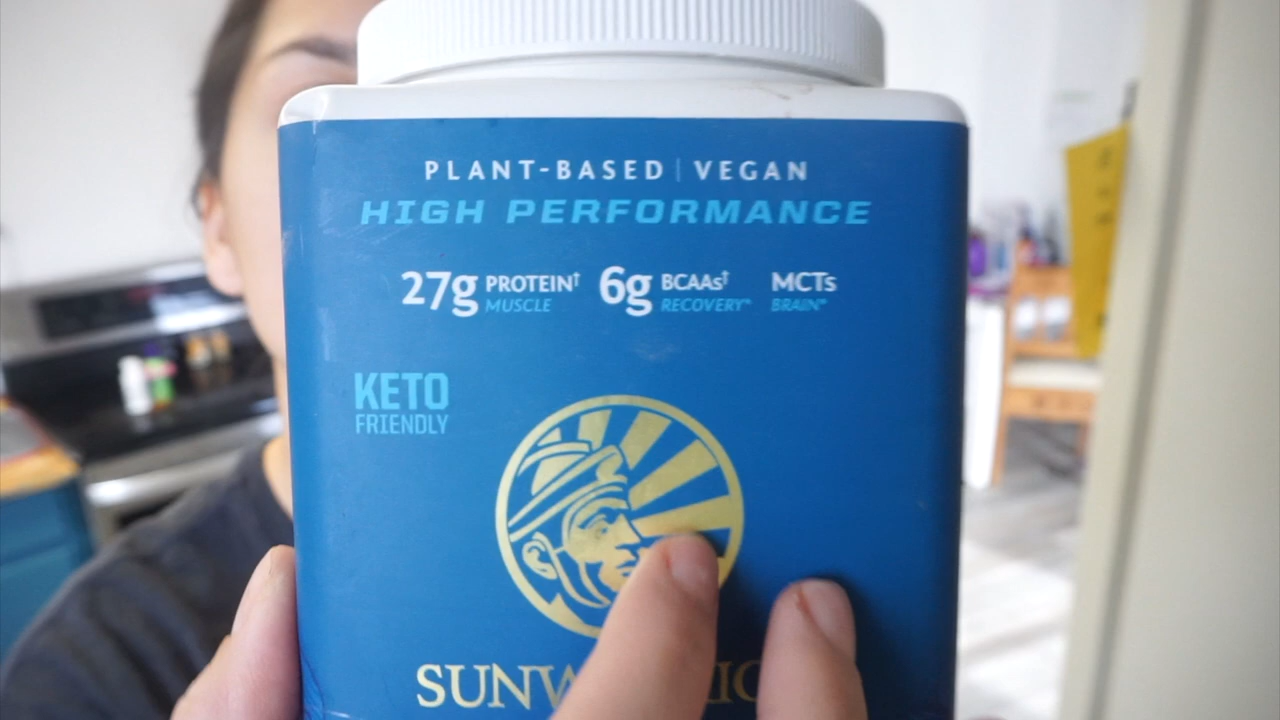 PLANT-BASED | VEGAN
HIGH PERFORMANCE
27g PROTEIN† 6g BCAAs† MCTs
MUSCLE RECOVERY* BRAIN*
KETO
FRIENDLY